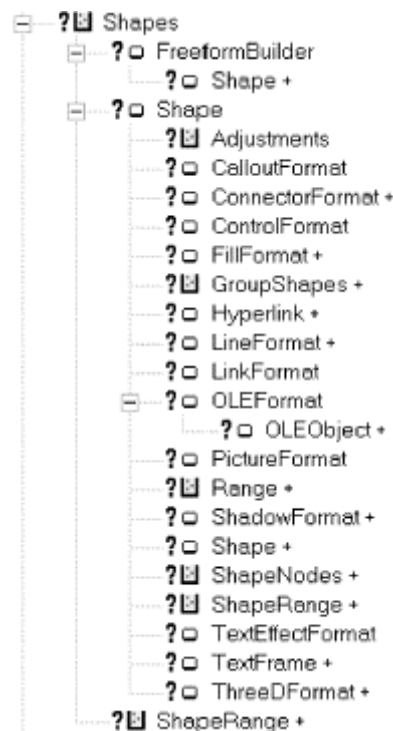 ? Shapes
? FreeformBuilder
? Shape +
? Shape
? Adjustments
? CalloutFormat
? ConnectorFormat +
? ControlFormat
? FillFormat +
? GroupShapes +
? Hyperlink +
? LineFormat +
? LinkFormat
? OLEFormat
? OLEObject +
? PictureFormat
? Range +
? ShadowFormat +
? Shape +
? ShapeNodes +
? ShapeRange +
? TextEffectFormat
? TextFrame +
? ThreeDFormat +
? ShapeRange +